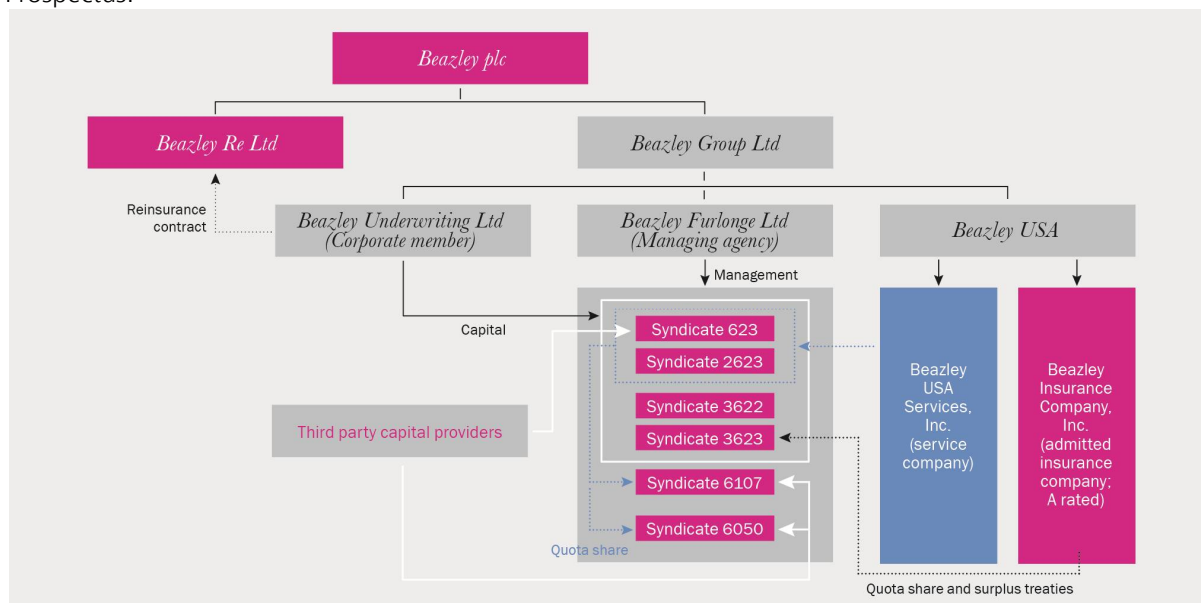 Prospectus.
Beazley plc
Beazley Re Ltd
Beazley Group Ltd
Reinsurance
contract
Beazley Underwriting Ltd
(Corporate member)
Beazley Furlonge Ltd
(Managing agency)
Beazley USA
Management
Capital
Syndicate 623
Syndicate 2623
Syndicate 3622
Syndicate 3623
Syndicate 6107
Syndicate 6050
Third party capital providers
Quota share
Beazley
USA
Services,
Inc.
(service
company)
Beazley
Insurance
Company,
Inc.
(admitted
insurance
company;
A rated)
Quota share and surplus treaties